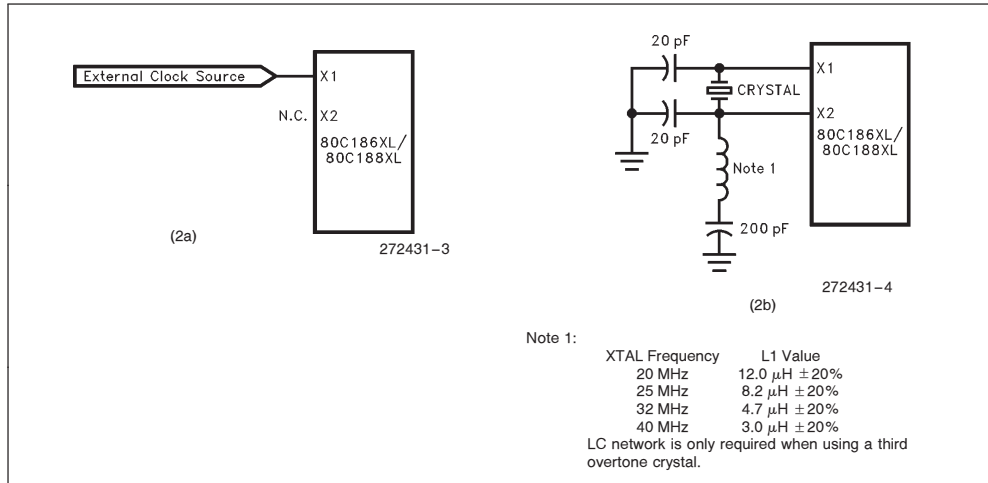 External Clock Source
X1
N.C.
X2
80C186XL/
80C188XL
(2a)
272431–3
20 pF
X1
CRYSTAL
X2
20 pF
80C186XL/
80C188XL
Note 1
200 pF
272431–4
(2b)
Note 1:
XTAL Frequency L1 Value
20 MHz 12.0 μH ±20%
25 MHz 8.2 μH ±20%
32 MHz 4.7 μH ±20%
40 MHz 3.0 μH ±20%
LC network is only required when using a third
overtone crystal.